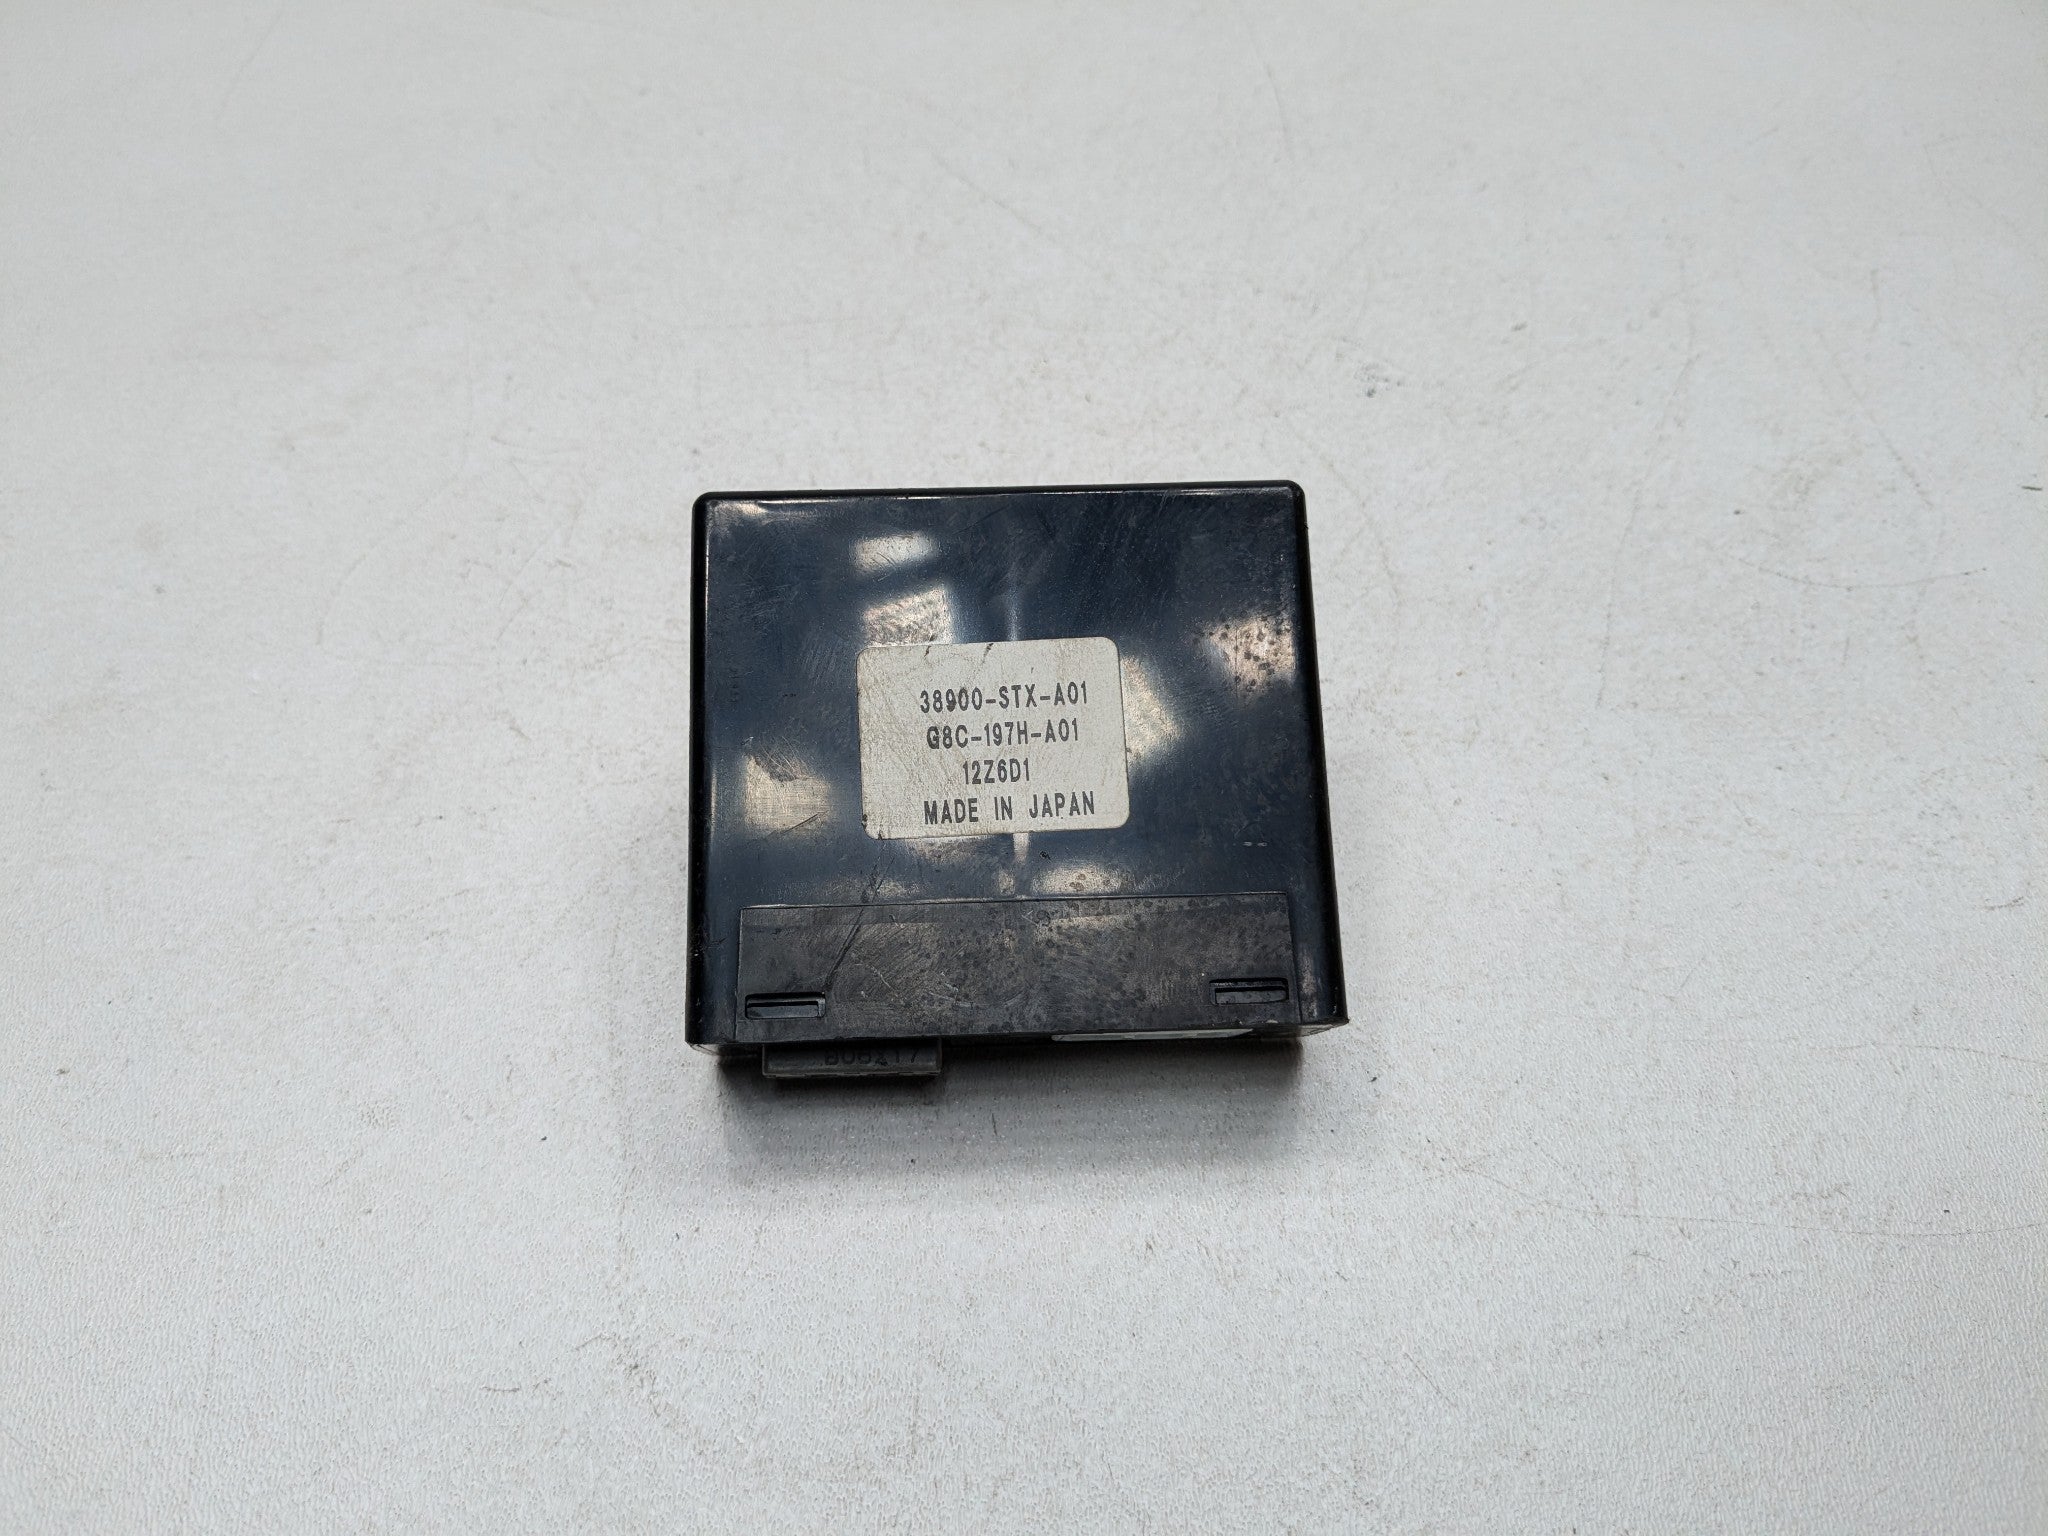 38900-STX-A01
G8C-197H-A01
12Z6D1
MADE IN JAPAN